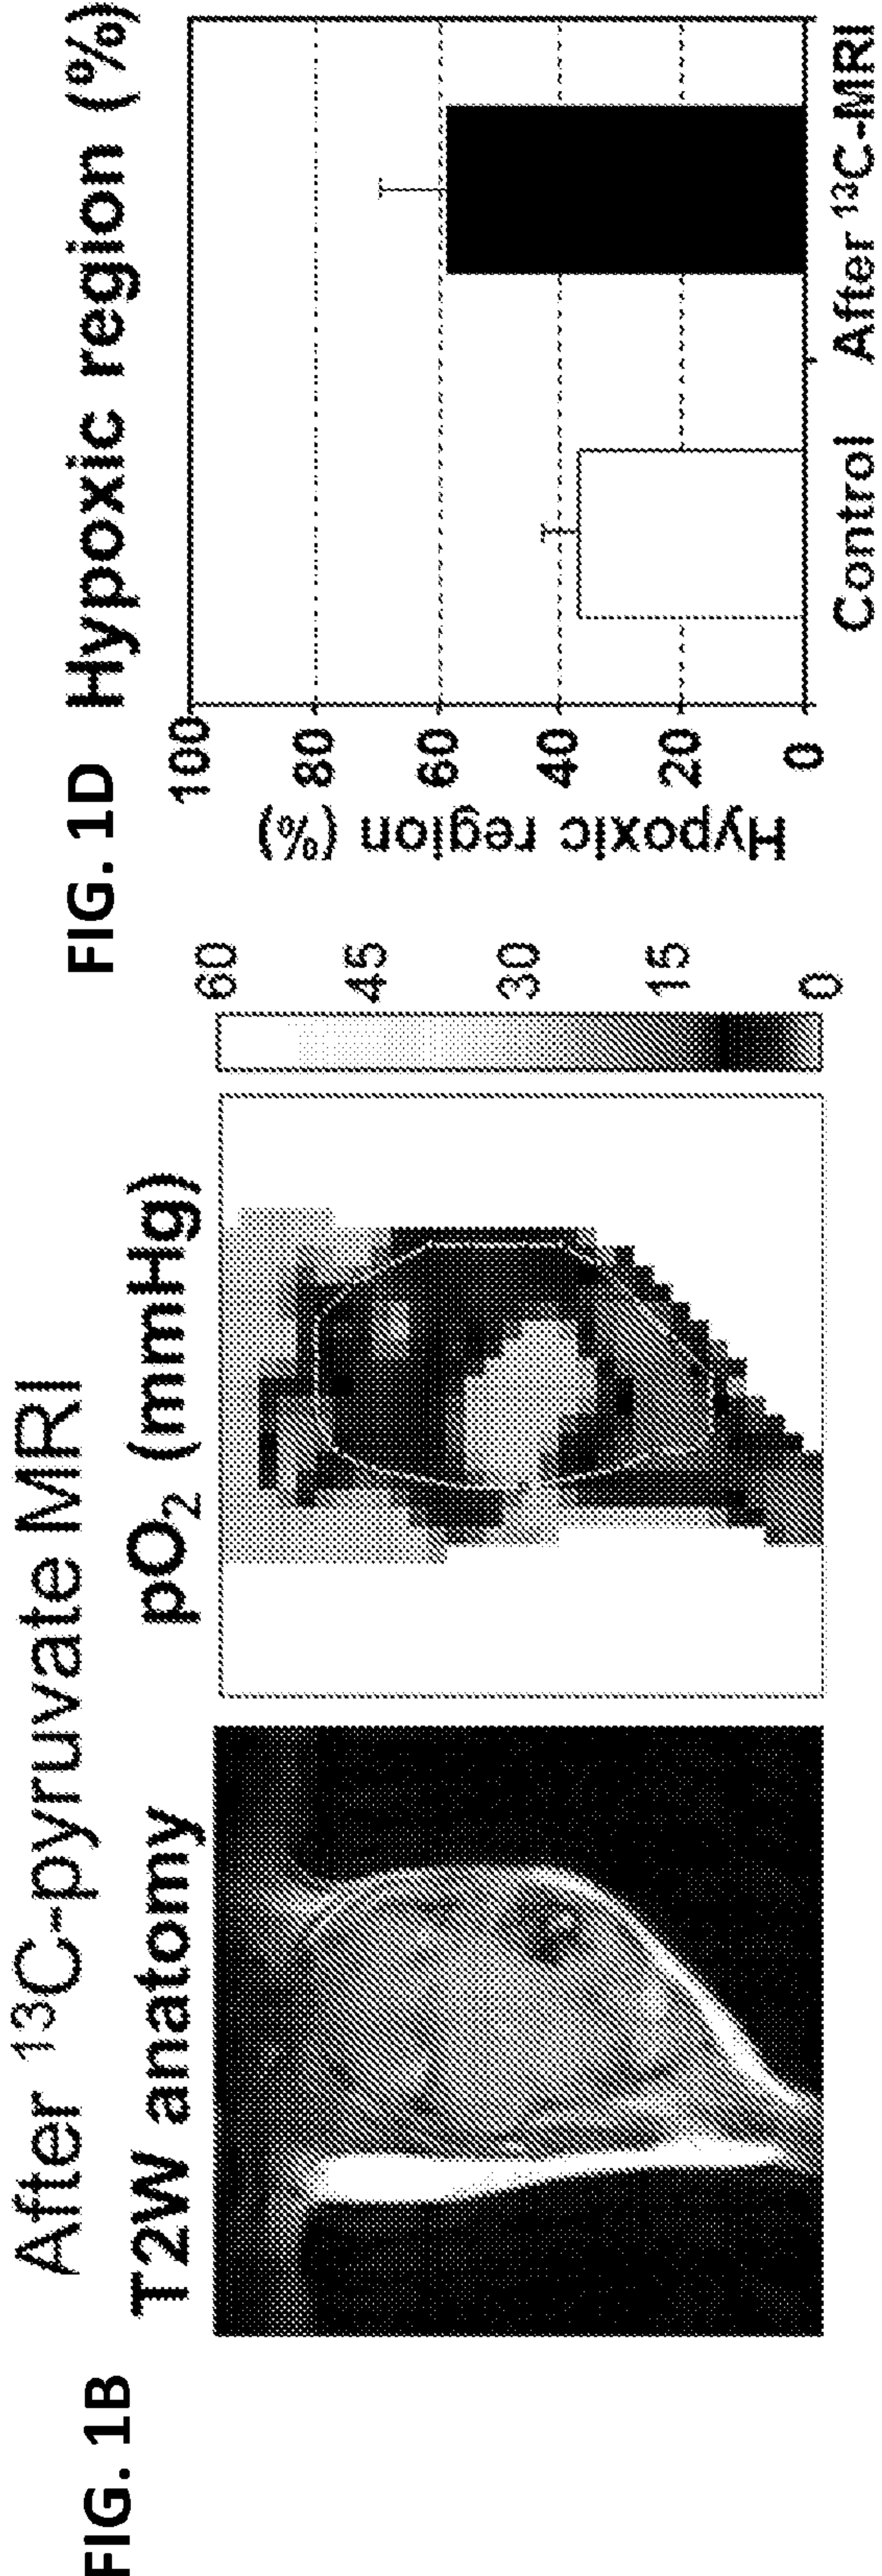 FIG. 1B
After ¹³C-pyruvate MRI
T2W anatomy
pO₂ (mmHg)
60
45
30
15
0
FIG. 1D
Hypoxic region (%)
Hypoxic region (%)
100
80
60
40
20
0
Control
After ¹³C-MRI